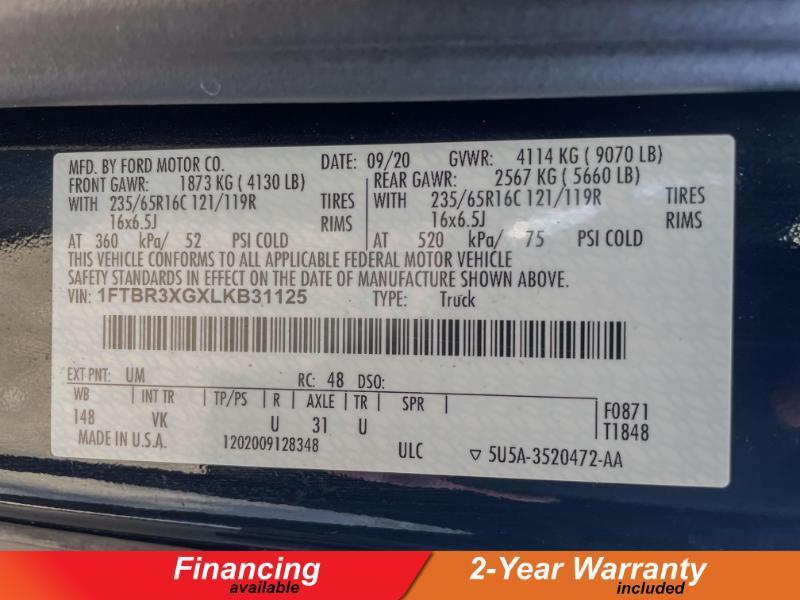 MFD. BY FORD MOTOR CO. DATE: 09/20 GVWR: 4114 KG ( 9070 LB)
FRONT GAWR: 1873 KG ( 4130 LB) REAR GAWR: 2567 KG ( 5660 LB)
WITH 235/65R16C 121/119R TIRES WITH 235/65R16C 121/119R TIRES
16x6.5J RIMS 16x6.5J RIMS
AT 360 kPa/ 52 PSI COLD AT 520 kPa/ 75 PSI COLD
THIS VEHICLE CONFORMS TO ALL APPLICABLE FEDERAL MOTOR VEHICLE
SAFETY STANDARDS IN EFFECT ON THE DATE OF MANUFACTURE SHOWN ABOVE.
VIN: 1FTBR3XGXLKB31125 TYPE: Truck
EXT PNT: UM RC: 48 DSO:
WB INT TR TP/PS R AXLE TR SPR
148 VK U 31 U F0871
T1848
MADE IN U.S.A. 1202009128348 ULC ▽ 5U5A-3520472-AA
Financing 2-Year Warranty
available included